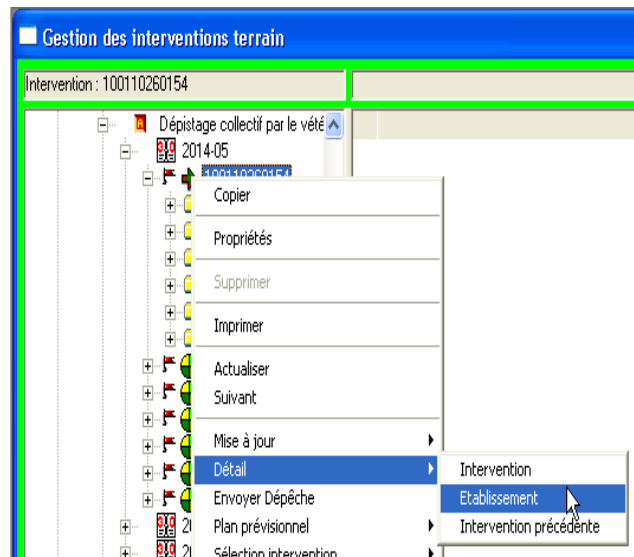 Gestion des interventions terrain
Intervention : 100110260154
Dépistage collectif par le vété
2014-05
100110260154
Copier
Propriétés
Supprimer
Imprimer
Actualiser
Suivant
Mise à jour
Détail
Intervention
Envoyer Dépêche
Etablissement
Plan prévisionnel
Intervention précédente
Sélection intervention